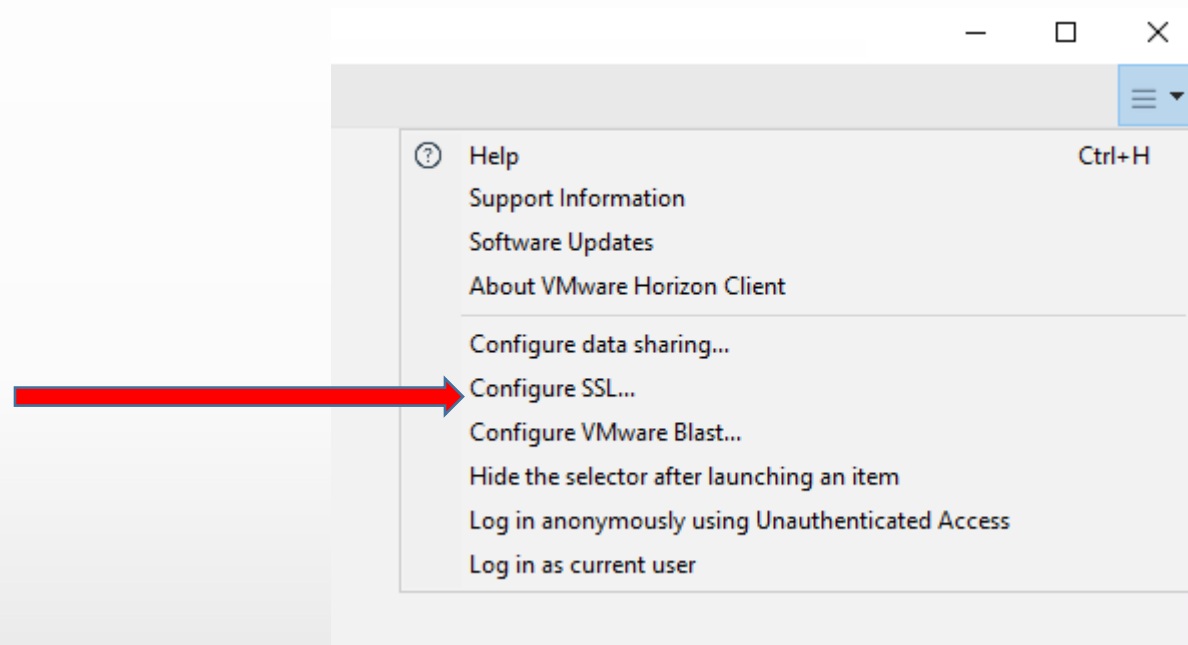 Help Ctrl+H
Support Information
Software Updates
About VMware Horizon Client
Configure data sharing...
Configure SSL...
Configure VMware Blast...
Hide the selector after launching an item
Log in anonymously using Unauthenticated Access
Log in as current user